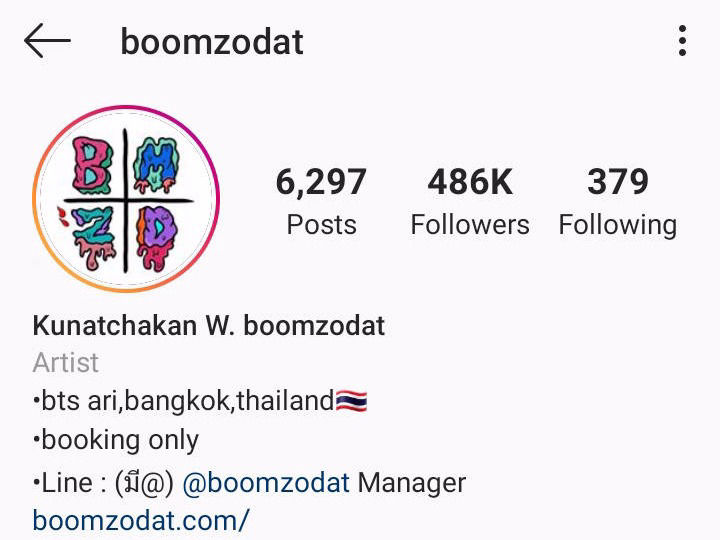 boomzodat
B M
Z D
6,297 486K 379
Posts Followers Following
Kunatchakan W. boomzodat
Artist
•bts ari,bangkok,thailand🇹🇭
•booking only
•Line : (มี@) @boomzodat Manager
boomzodat.com/